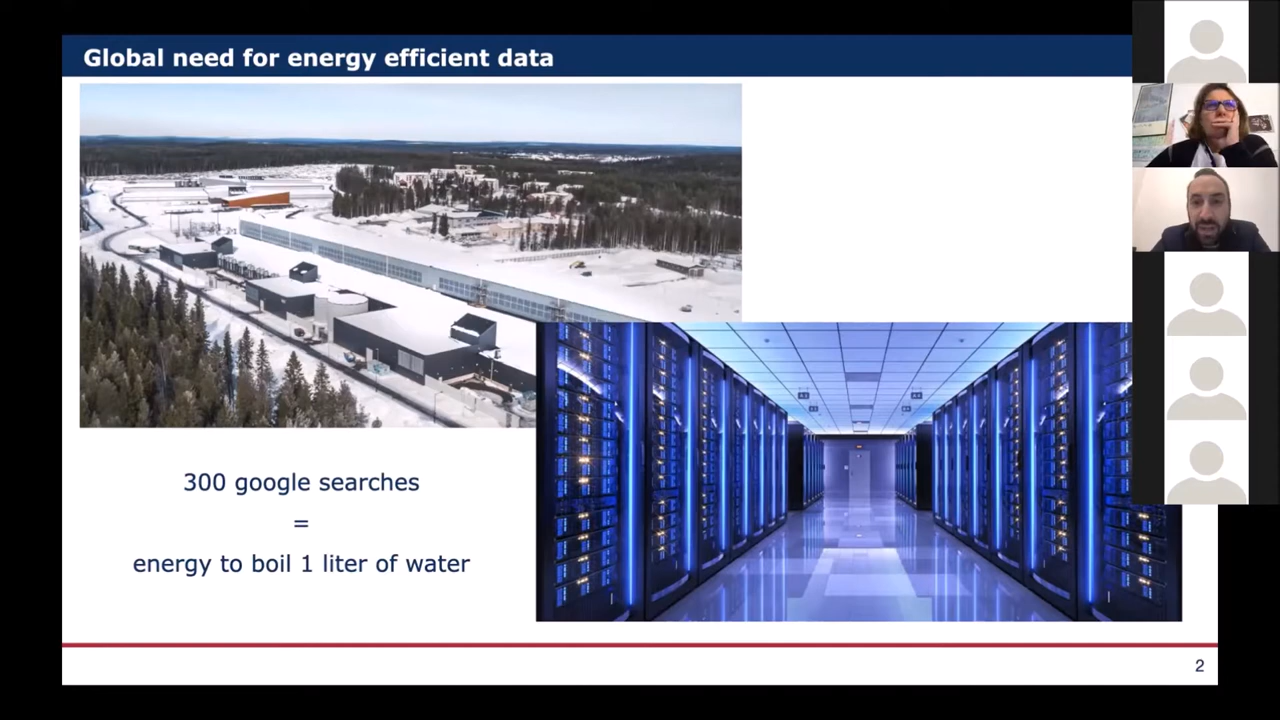 Global need for energy efficient data
300 google searches
=
energy to boil 1 liter of water
2